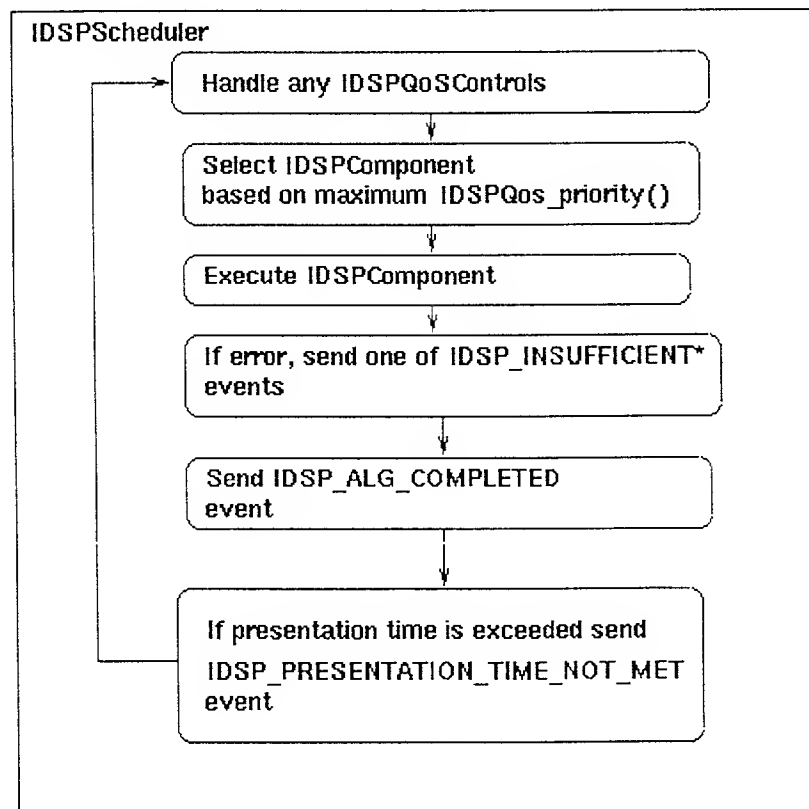 IDSPScheduler
Handle any IDSPQoSControls
Select IDSPComponent
based on maximum IDSPQos_priority()
Execute IDSPComponent
If error, send one of IDSP_INSUFFICIENT*
events
Send IDSP_ALG_COMPLETED
event
If presentation time is exceeded send
IDSP_PRESENTATION_TIME_NOT_MET
event